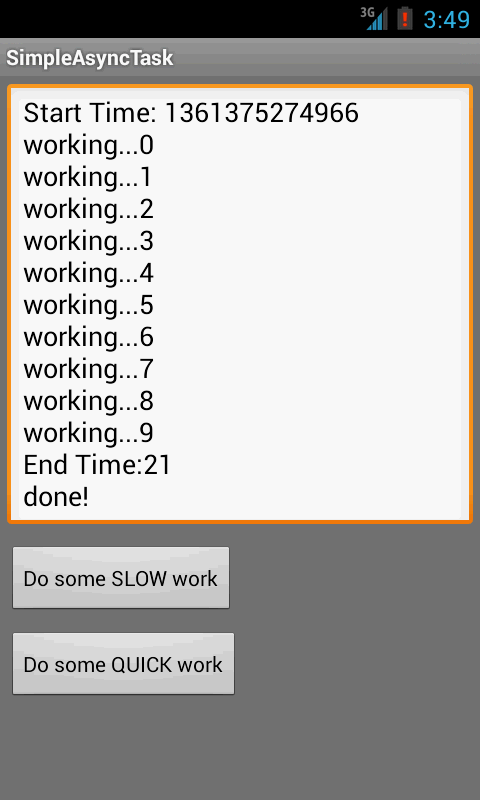 3G 3:49
SimpleAsyncTask
Start Time: 1361375274966
working...0
working...1
working...2
working...3
working...4
working...5
working...6
working...7
working...8
working...9
End Time:21
done!
Do some SLOW work
Do some QUICK work